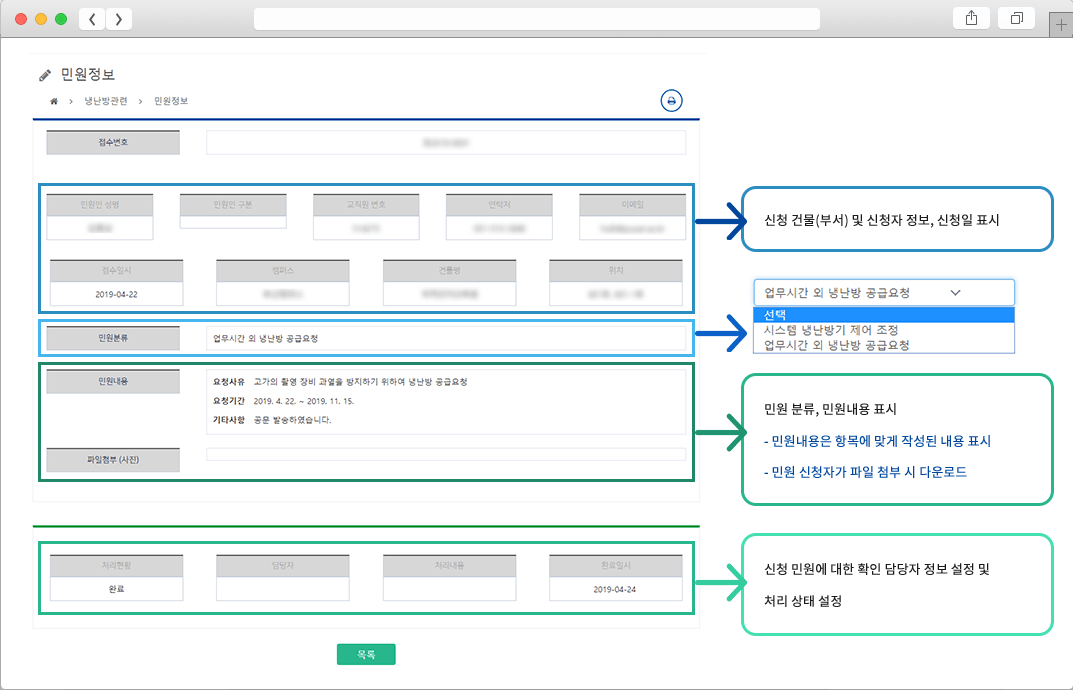 민원정보
냉난방관련 > 민원정보
접수번호
민원인 성명
민원인 구분
교직원 번호
연락처
이메일
신청 건물(부서) 및 신청자 정보, 신청일 표시
접수일시
캠퍼스
건물명
위치
2019-04-22
민원분류
업무시간 외 냉난방 공급요청
업무시간 외 냉난방 공급요청
선택
시스템 냉난방기 제어 조정
업무시간 외 냉난방 공급요청
민원내용
요청사유 고가의 촬영 장비 과열을 방지하기 위하여 냉난방 공급요청
요청기간 2019. 4. 22. ~ 2019. 11. 15.
기타사항 공문 발송하였습니다.
파일첨부 (사진)
민원 분류, 민원내용 표시
- 민원내용은 항목에 맞게 작성된 내용 표시
- 민원 신청자가 파일 첨부 시 다운로드
처리현황
담당자
처리내용
완료일시
완료
2019-04-24
신청 민원에 대한 확인 담당자 정보 설정 및
처리 상태 설정
목록